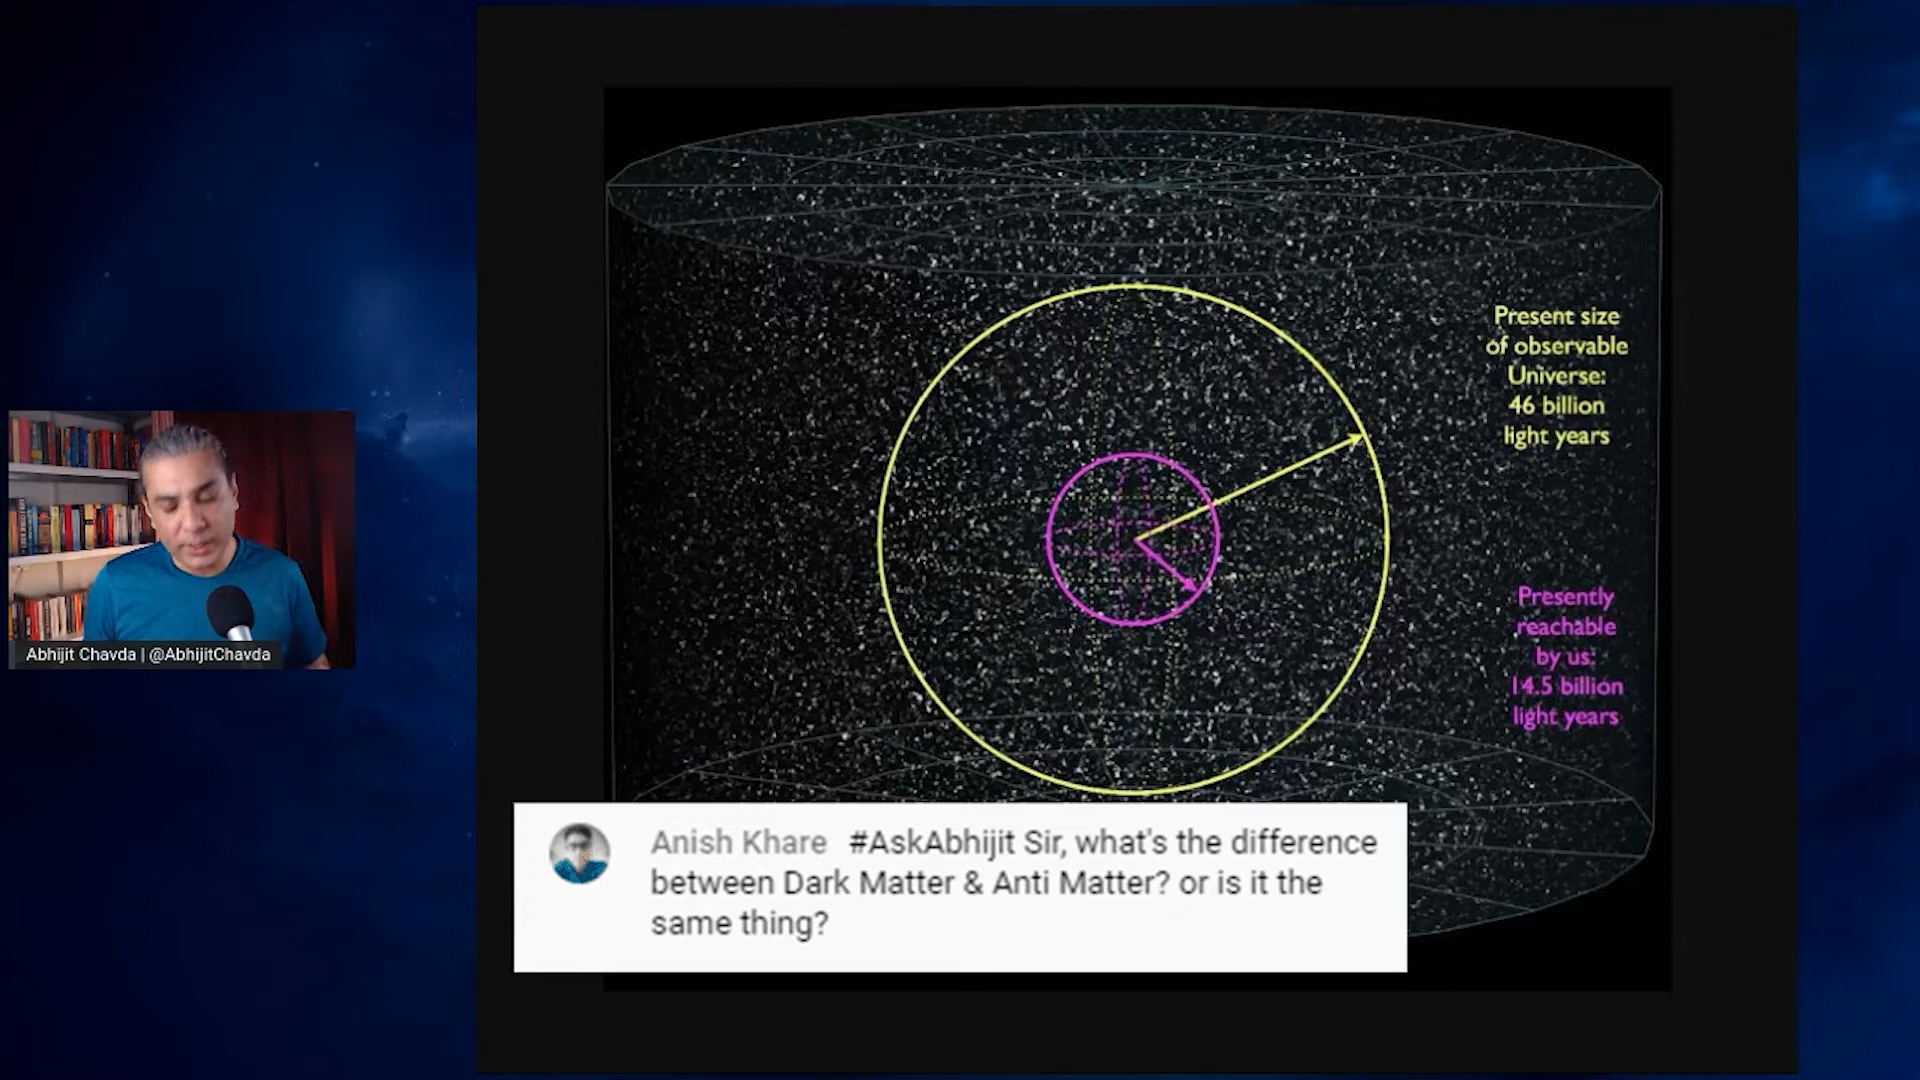 Present size
of observable
Universe:
46 billion
light years
Presently
reachable
by us:
14.5 billion
light years
Abhijit Chavda | @AbhijitChavda
Anish Khare #AskAbhijit Sir, what's the difference
between Dark Matter & Anti Matter? or is it the
same thing?